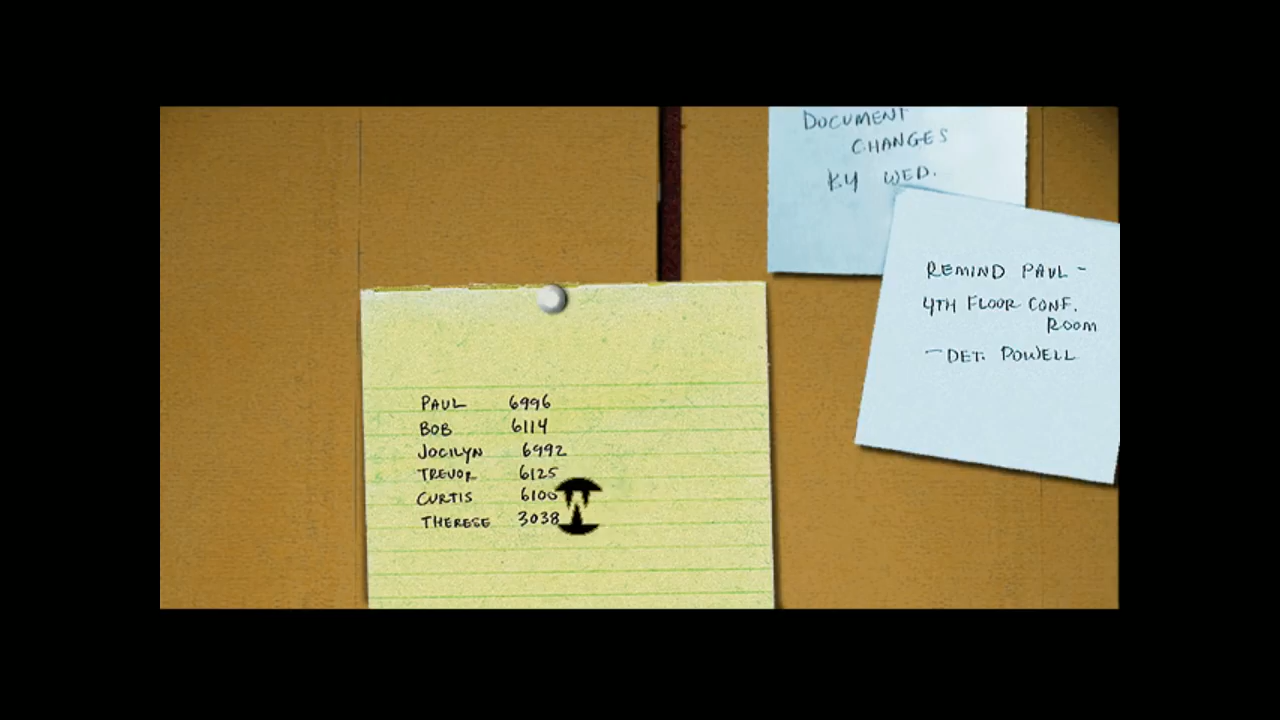 DOCUMENT
CHANGES
KY WED.
REMIND PAUL -
4TH FLOOR CONF.
ROOM
- DET. POWELL
PAUL 6996
BOB 6114
JOCILYN 6992
TREVOR 6125
CURTIS 6100
THERESE 3038